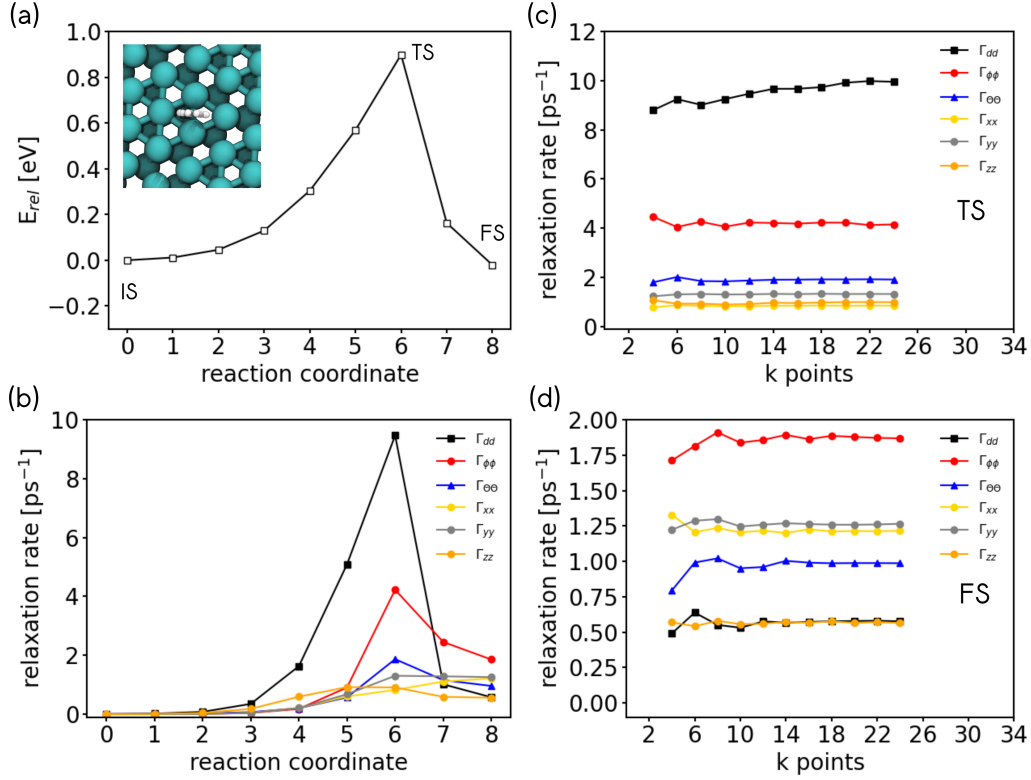 (a)
1.0
0.8
0.6
0.4
0.2
0.0
−0.2
E_rel [eV]
TS
FS
IS
0 1 2 3 4 5 6 7 8
reaction coordinate
(b)
10
8
6
4
2
0
relaxation rate [ps⁻¹]
Γ_dd
Γ_ϕϕ
Γ_ΘΘ
Γ_xx
Γ_yy
Γ_zz
0 1 2 3 4 5 6 7 8
reaction coordinate
(c)
12
10
8
6
4
2
0
relaxation rate [ps⁻¹]
Γ_dd
Γ_ϕϕ
Γ_ΘΘ
Γ_xx
Γ_yy
Γ_zz
TS
2 6 10 14 18 22 26 30 34
k points
(d)
2.00
1.75
1.50
1.25
1.00
0.75
0.50
0.25
0.00
relaxation rate [ps⁻¹]
Γ_dd
Γ_ϕϕ
Γ_ΘΘ
Γ_xx
Γ_yy
Γ_zz
FS
2 6 10 14 18 22 26 30 34
k points